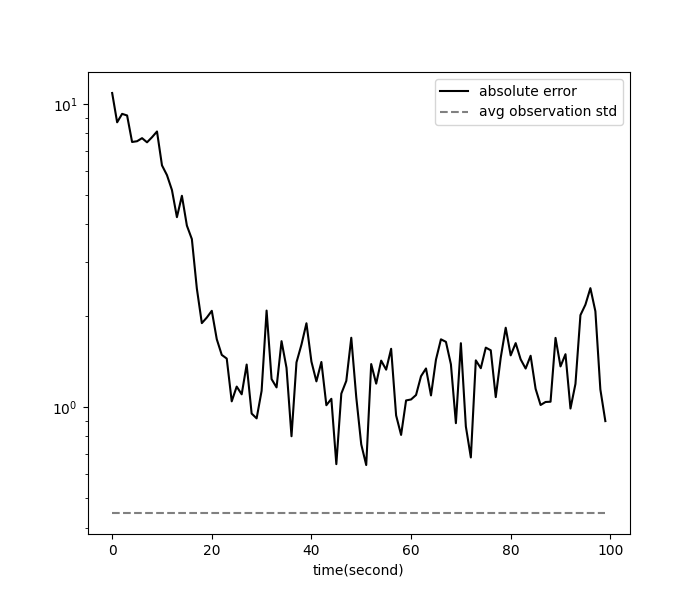 absolute error
avg observation std
10¹
10⁰
0 20 40 60 80 100
time(second)